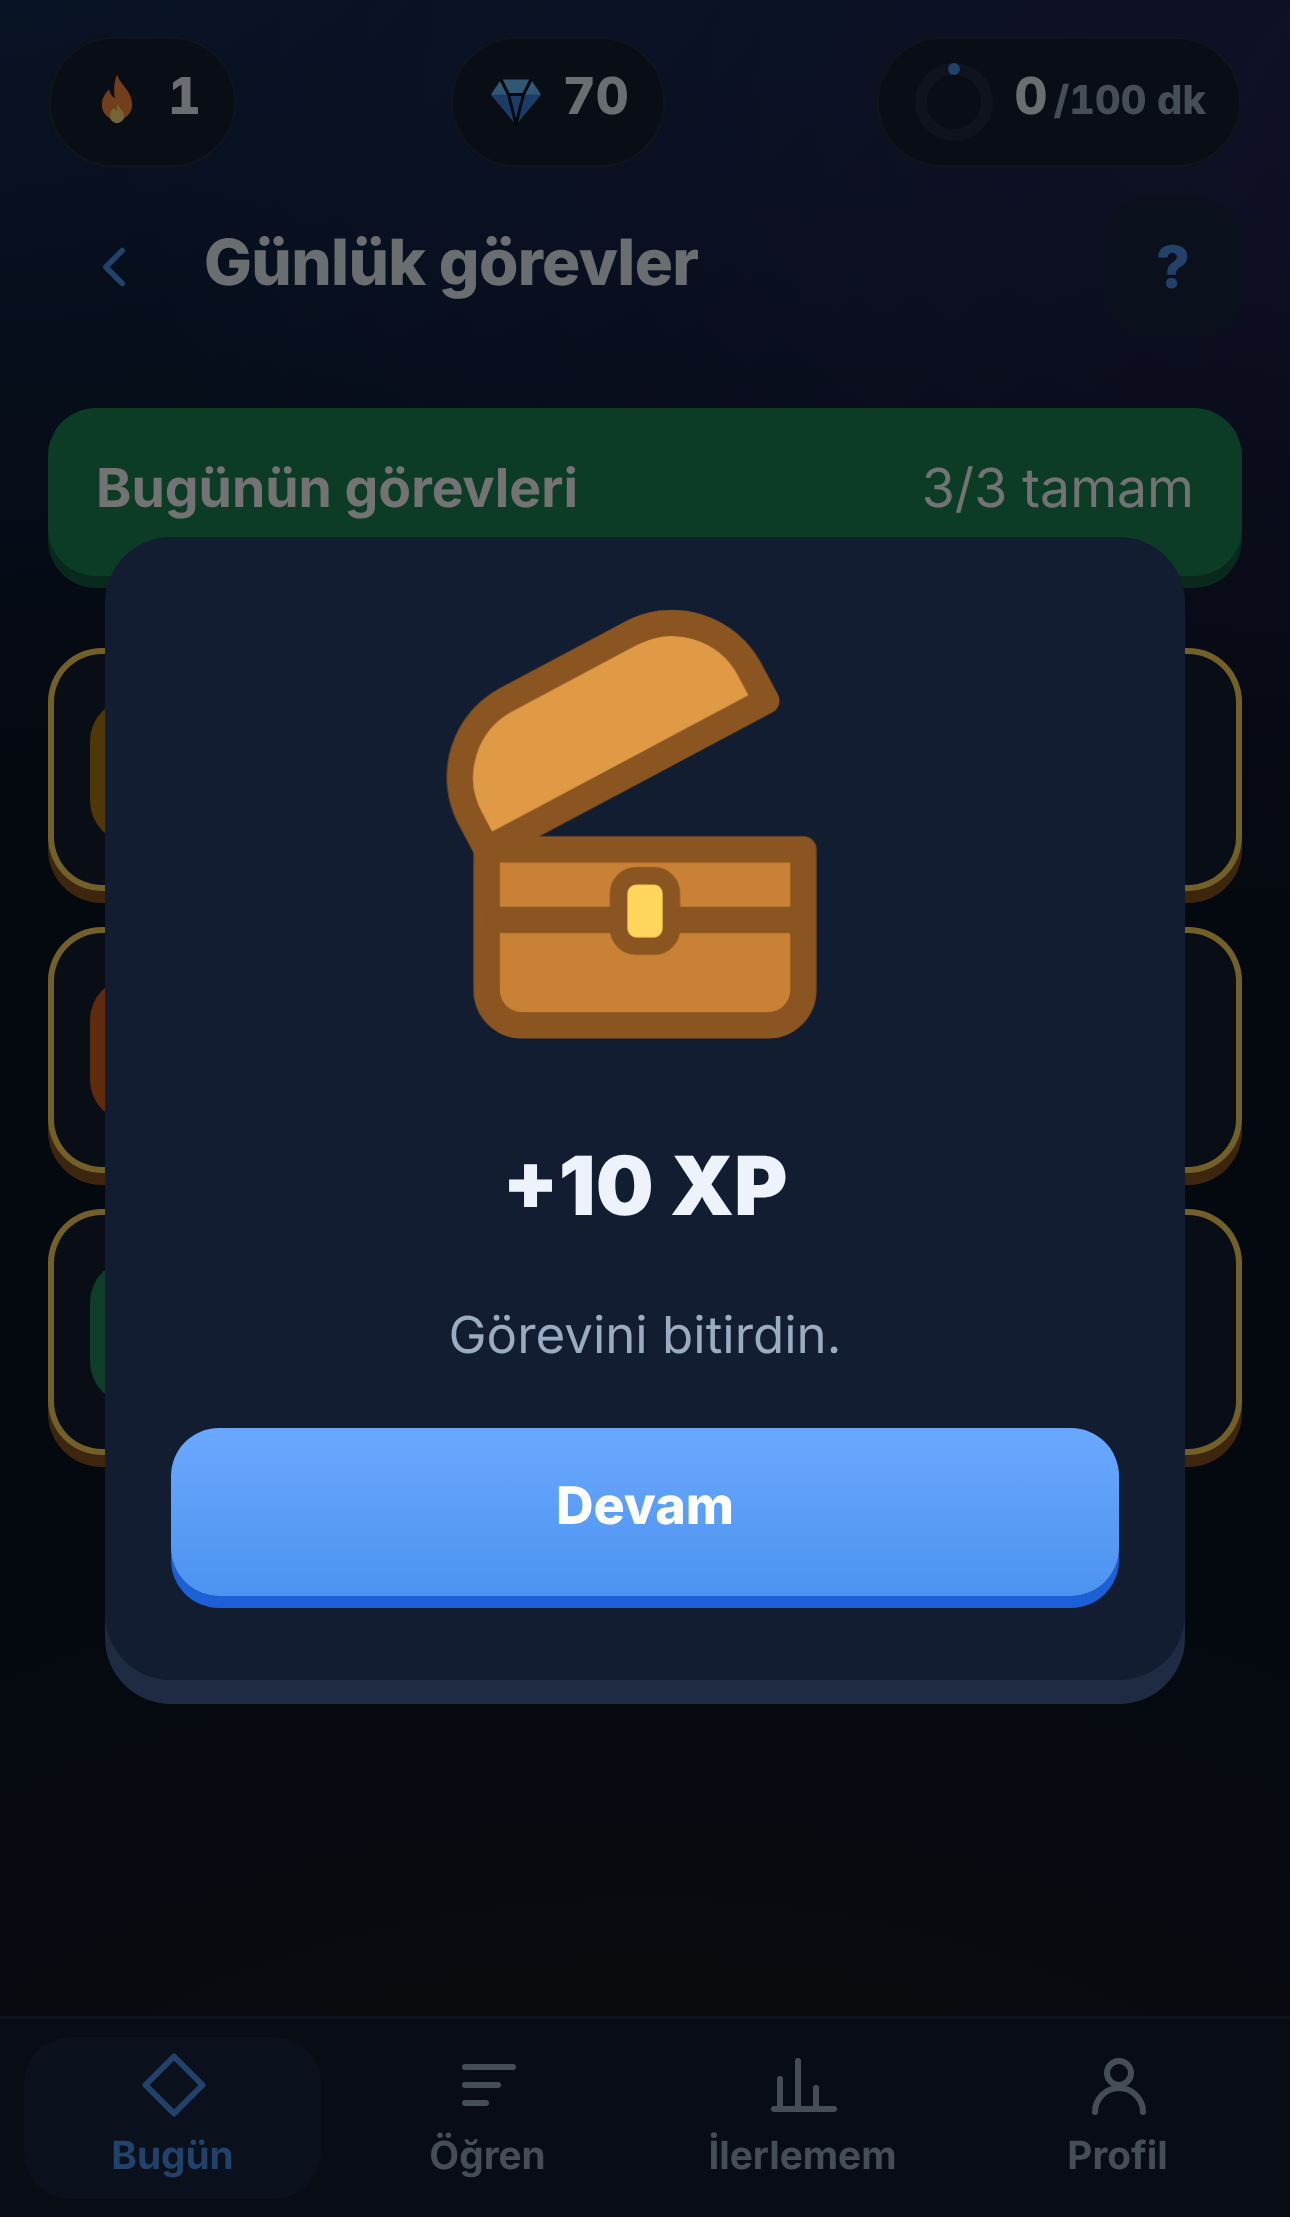 1
70
0/100 dk
Günlük görevler
?
Bugünün görevleri
3/3 tamam
+10 XP
Görevini bitirdin.
Devam
Bugün
Öğren
İlerlemem
Profil